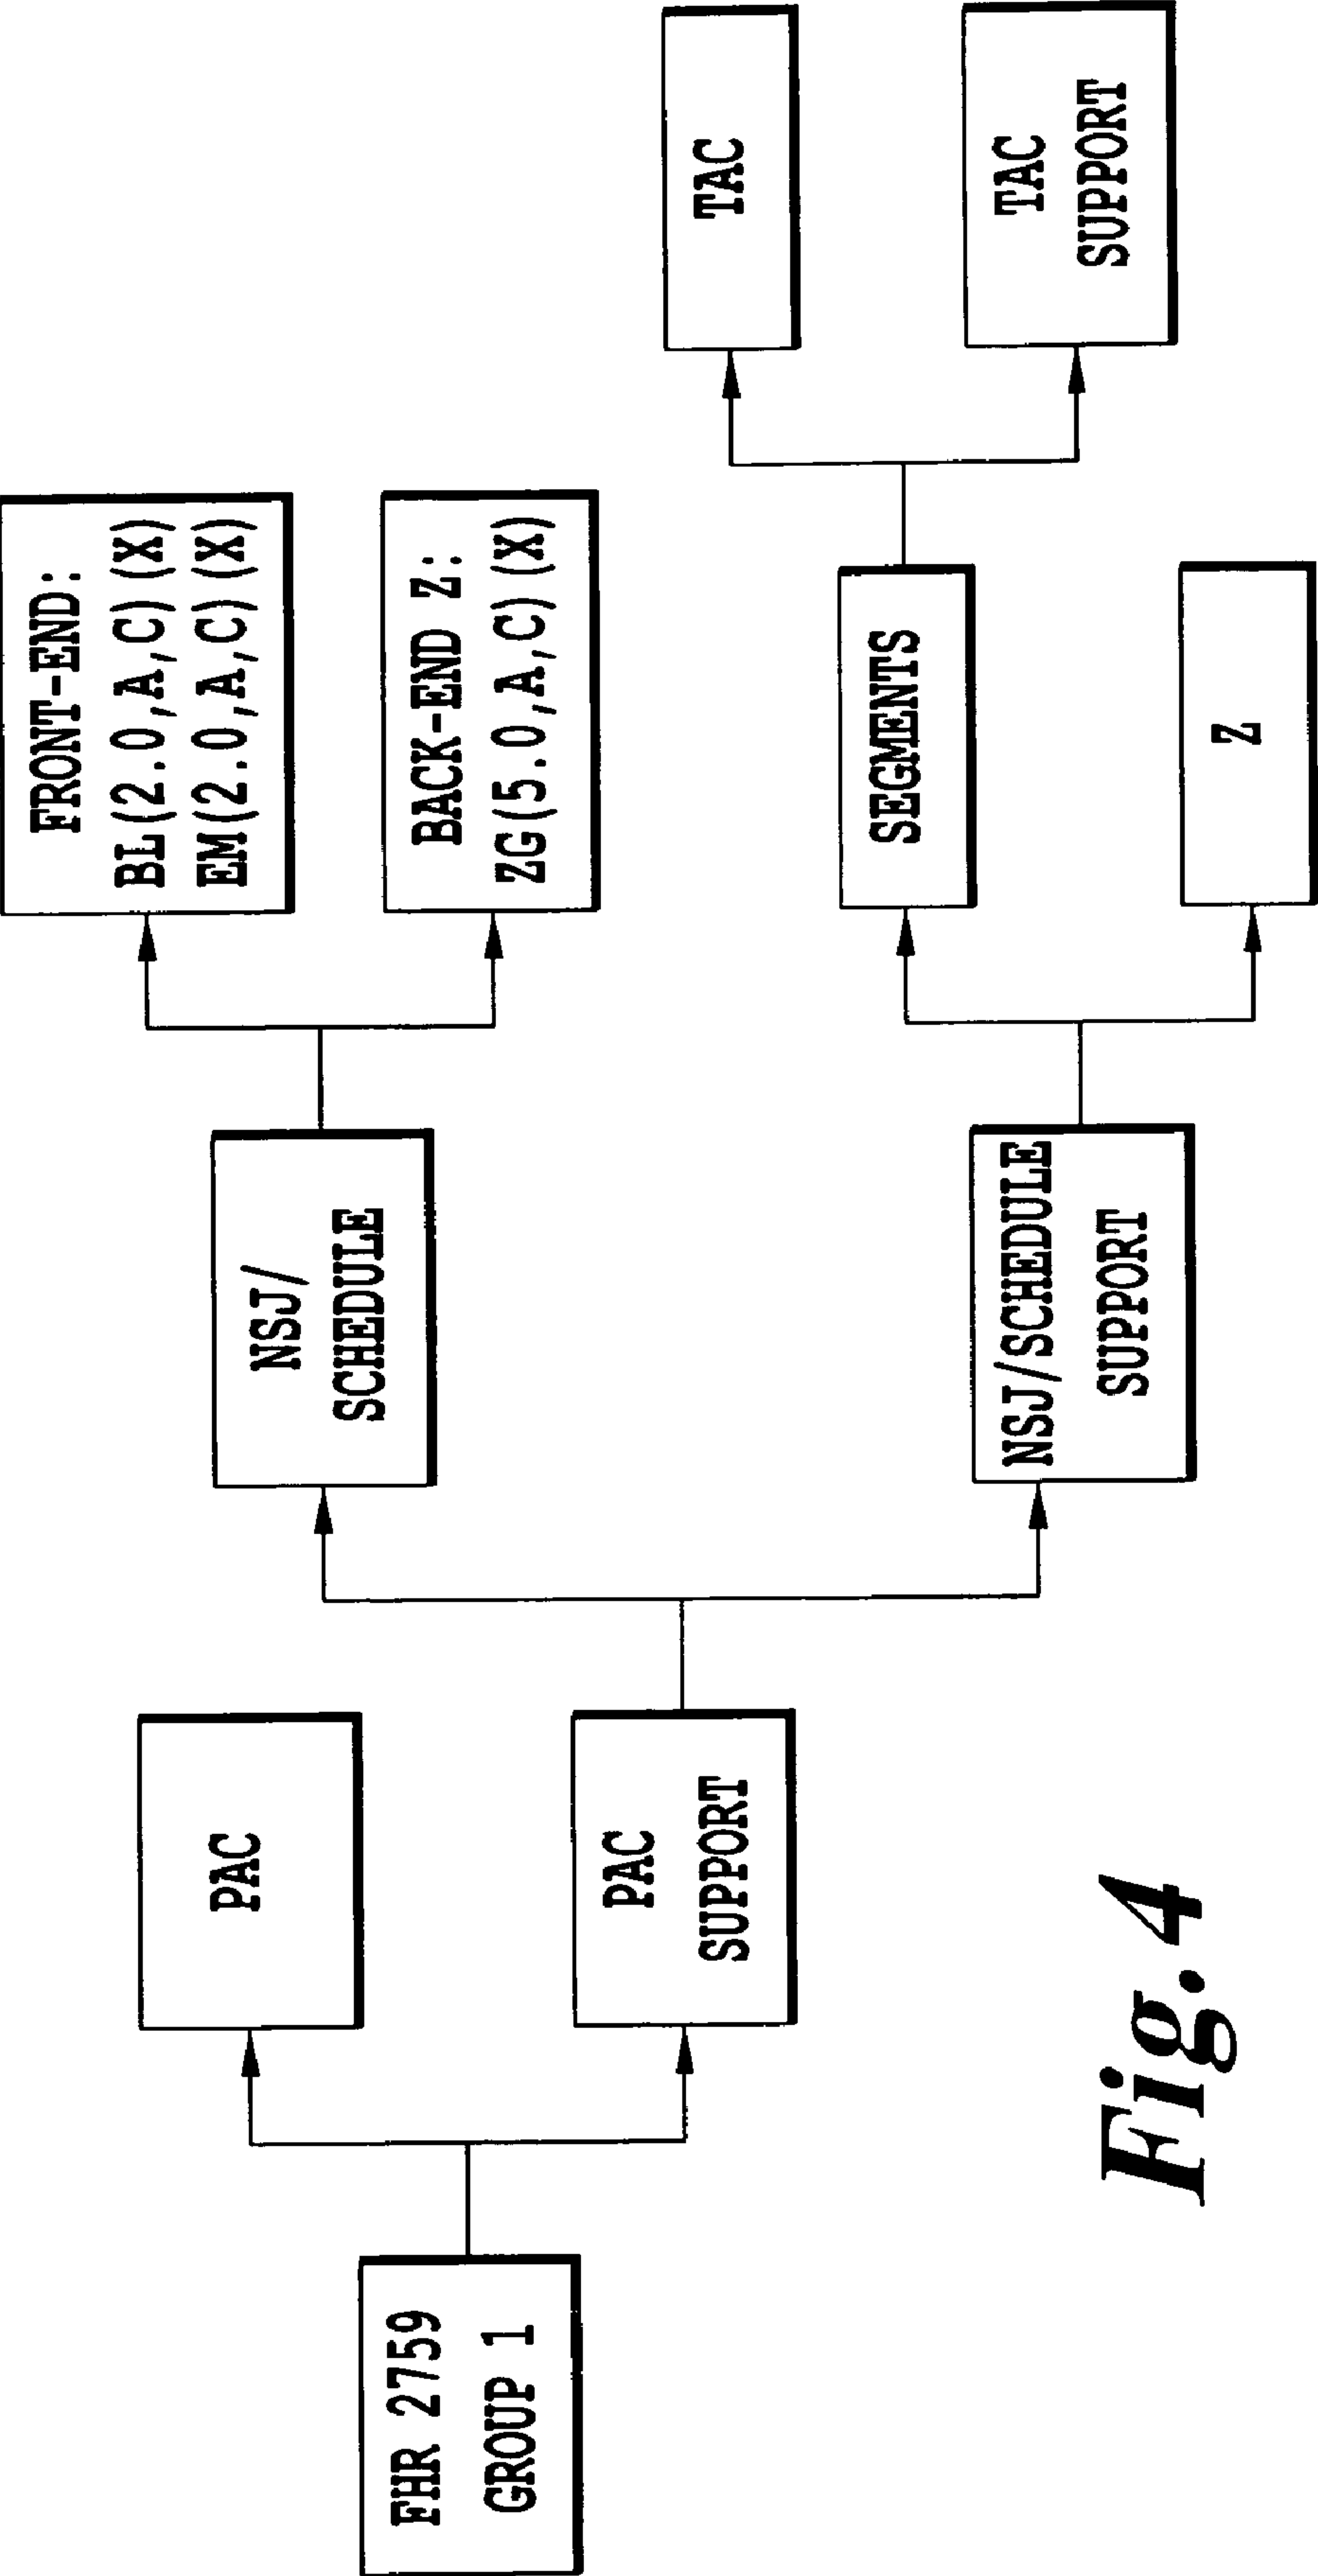 FHR 2759
GROUP 1
PAC
PAC
SUPPORT
NSJ/
SCHEDULE
NSJ/SCHEDULE
SUPPORT
FRONT-END:
BL(2.0,A,C)(X)
EM(2.0,A,C)(X)
BACK-END Z:
ZG(5.0,A,C)(X)
SEGMENTS
Z
TAC
TAC
SUPPORT
Fig.4